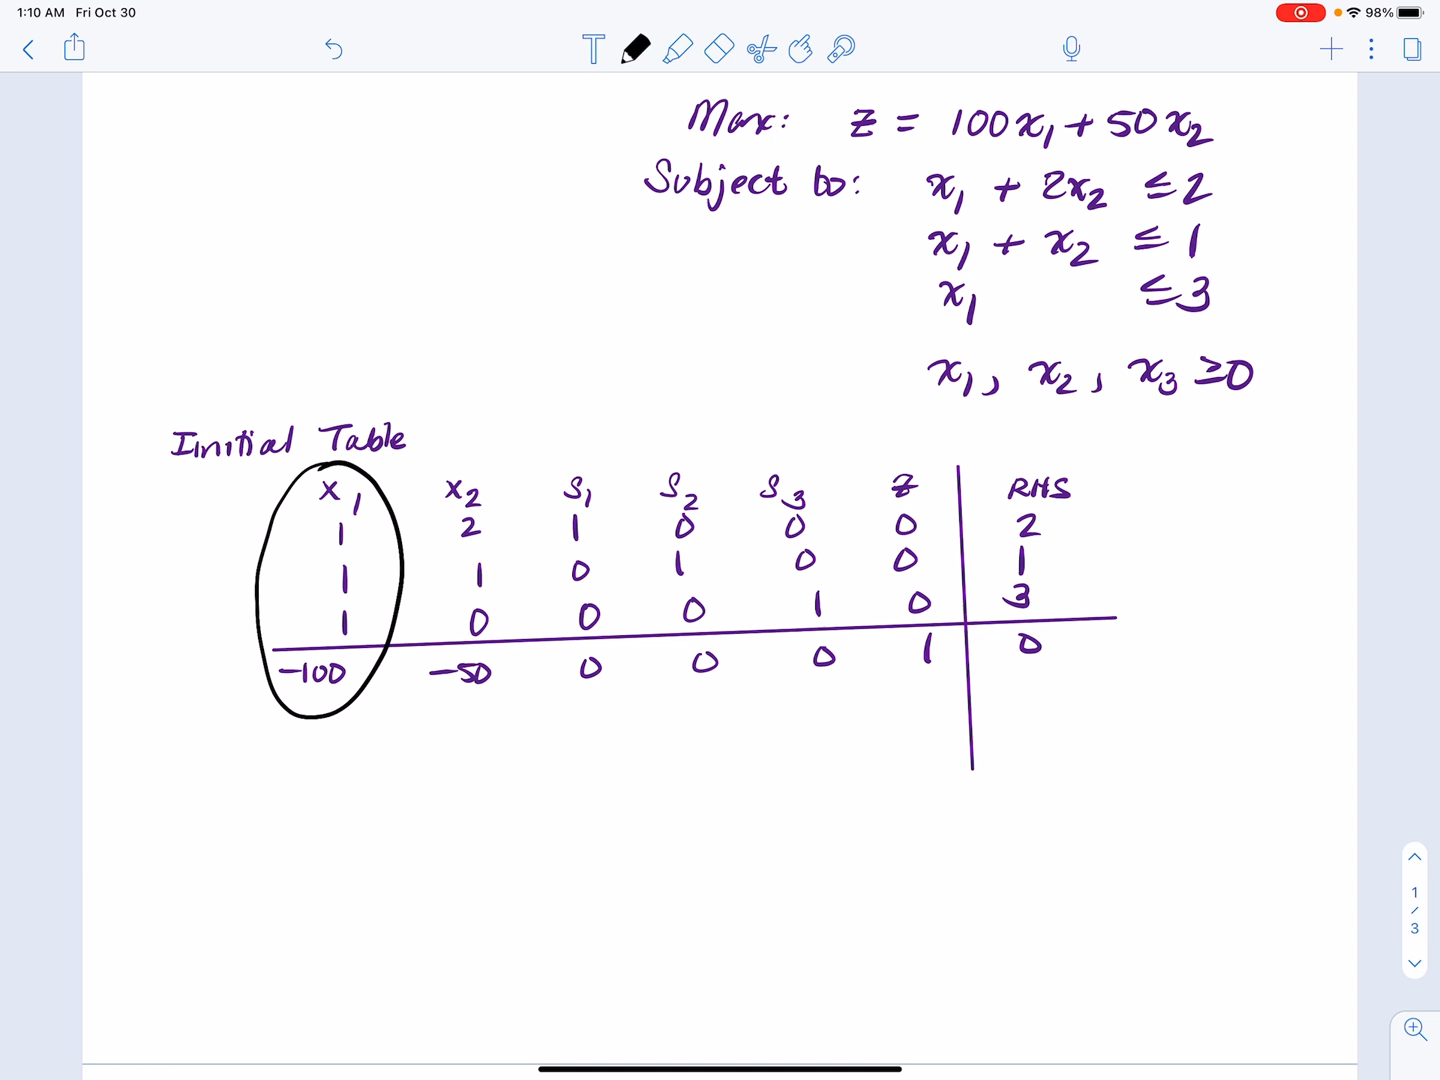 1:10 AM Fri Oct 30 98%
T
Max: Z = 100x₁ + 50x₂
Subject to: x₁ + 2x₂ ≤ 2
x₁ + x₂ ≤ 1
x₁ ≤ 3
x₁, x₂, x₃ ≥ 0
Initial Table
x₁ x₂ S₁ S₂ S₃ Z RHS
1 2 1 0 0 0 2
1 1 0 1 0 0 1
1 0 0 0 1 0 3
-100 -50 0 0 0 1 0
1
/
3